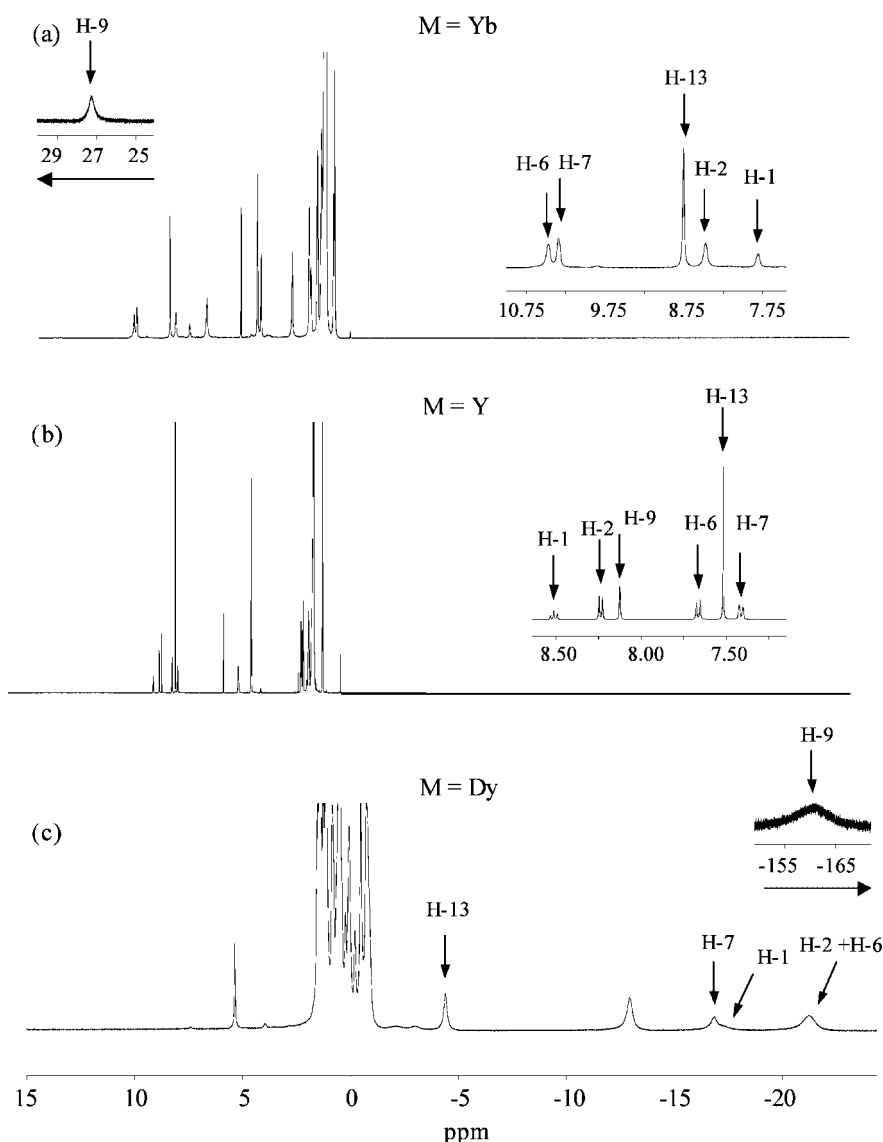 (a)
M = Yb
H-9
29 27 25
H-13
H-6 H-7
H-2
H-1
10.75 9.75 8.75 7.75
(b)
M = Y
H-13
H-1
H-2
H-9
H-6
H-7
8.50 8.00 7.50
(c)
M = Dy
H-9
-155 -165
H-13
H-7
H-1
H-2 +H-6
15 10 5 0 -5 -10 -15 -20
ppm